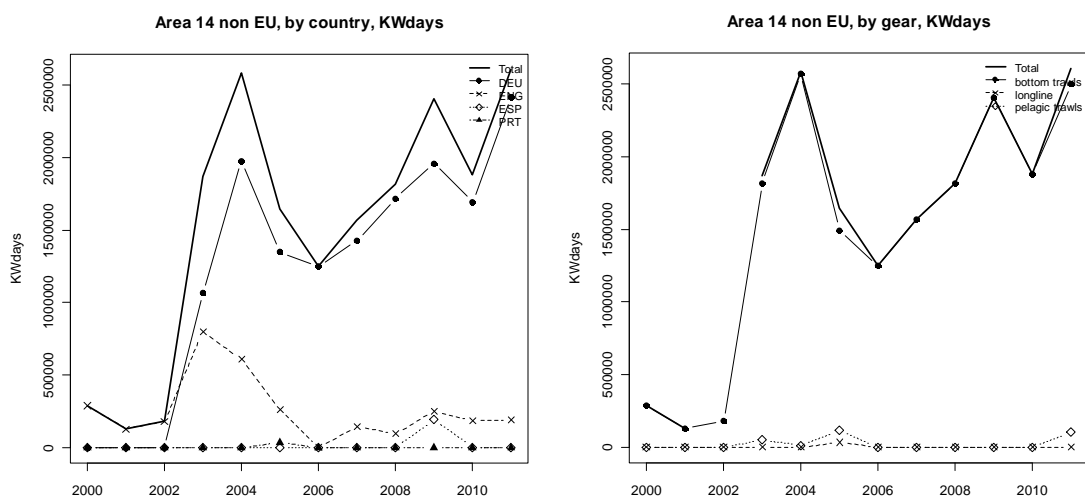 Area 14 non EU, by country, KWdays
KWdays
0
500000
1000000
1500000
2000000
2500000
2000
2002
2004
2006
2008
2010
Total
DEU
ENG
ESP
PRT
Area 14 non EU, by gear, KWdays
KWdays
0
500000
1000000
1500000
2000000
2500000
2000
2002
2004
2006
2008
2010
Total
bottom trawls
longline
pelagic trawls